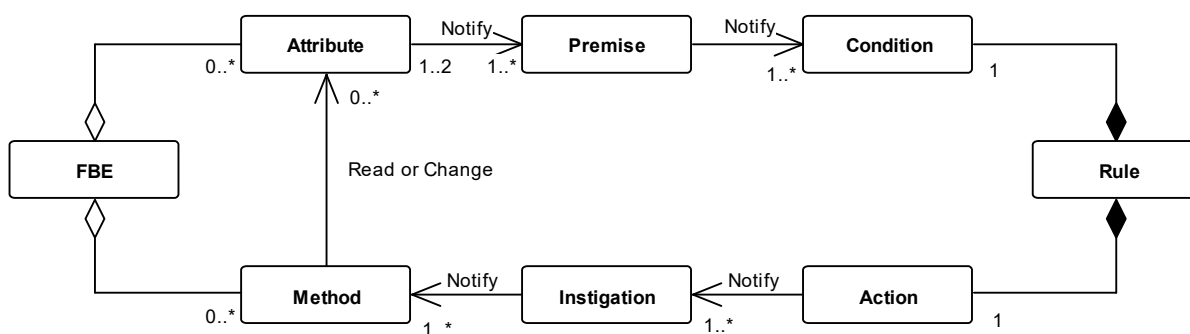 Attribute
Notify
Premise
Notify
Condition
0..*
1..2
1..*
1..*
1
0..*
FBE
Read or Change
Rule
Method
Notify
Instigation
Notify
Action
0..*
1..*
1..*
1